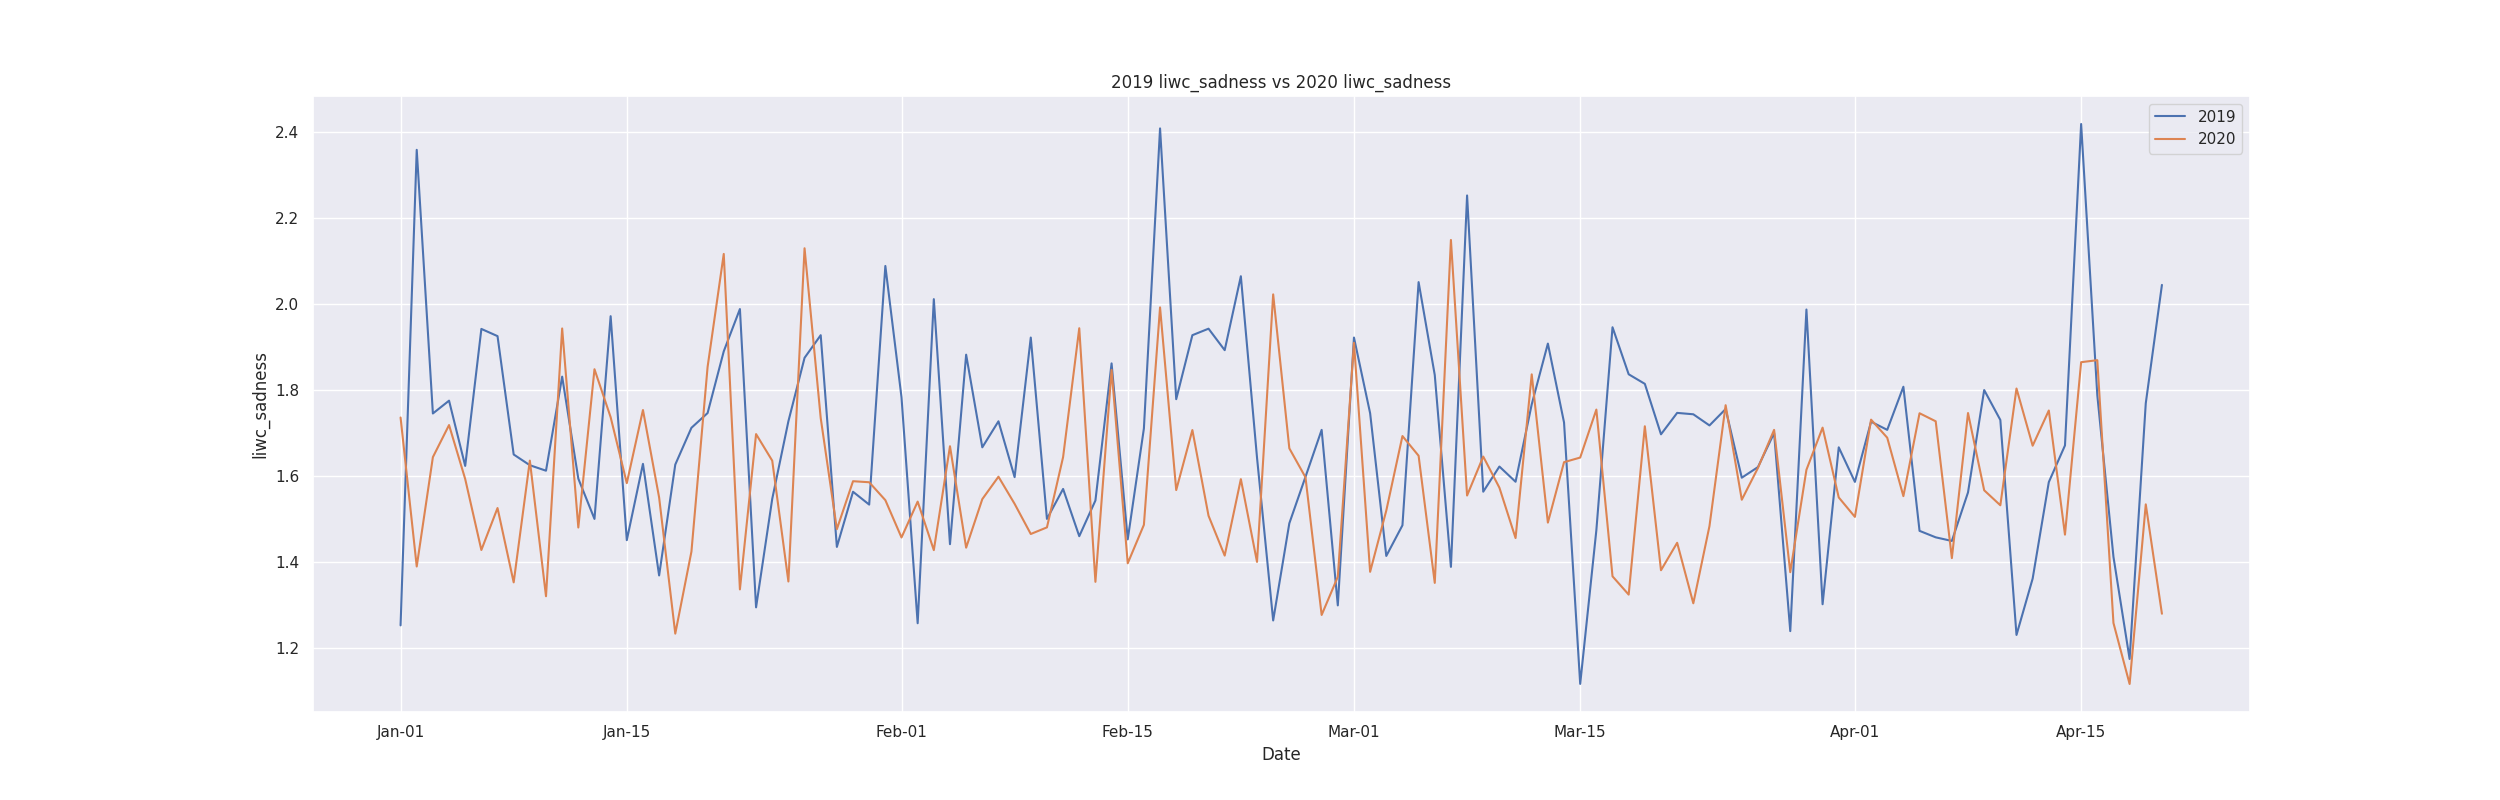 2019 liwc_sadness vs 2020 liwc_sadness
2019
2020
liwc_sadness
2.4
2.2
2.0
1.8
1.6
1.4
1.2
Jan-01 Jan-15 Feb-01 Feb-15 Mar-01 Mar-15 Apr-01 Apr-15
Date